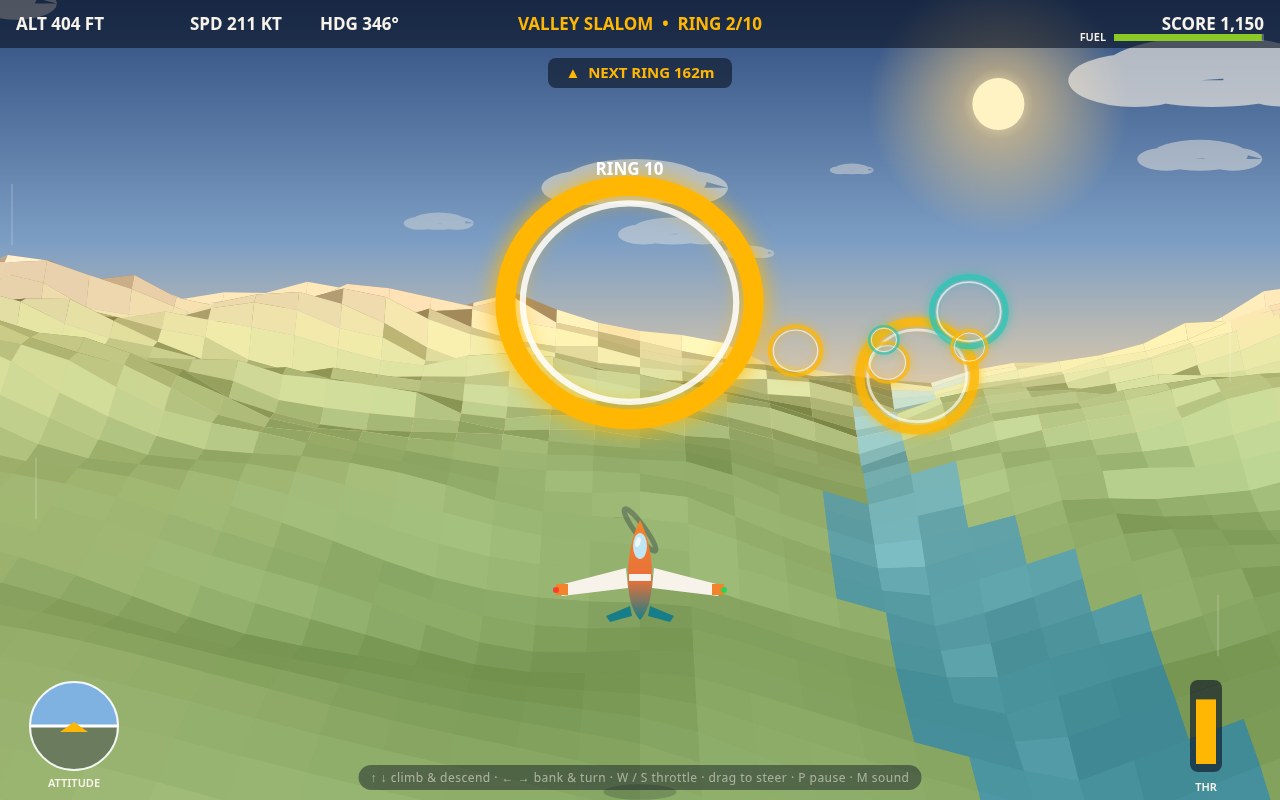 ALT 404 FT
SPD 211 KT
HDG 346°
VALLEY SLALOM • RING 2/10
SCORE 1,150
FUEL
▲ NEXT RING 162m
RING 10
ATTITUDE
↑ ↓ climb & descend · ← → bank & turn · W / S throttle · drag to steer · P pause · M sound
THR